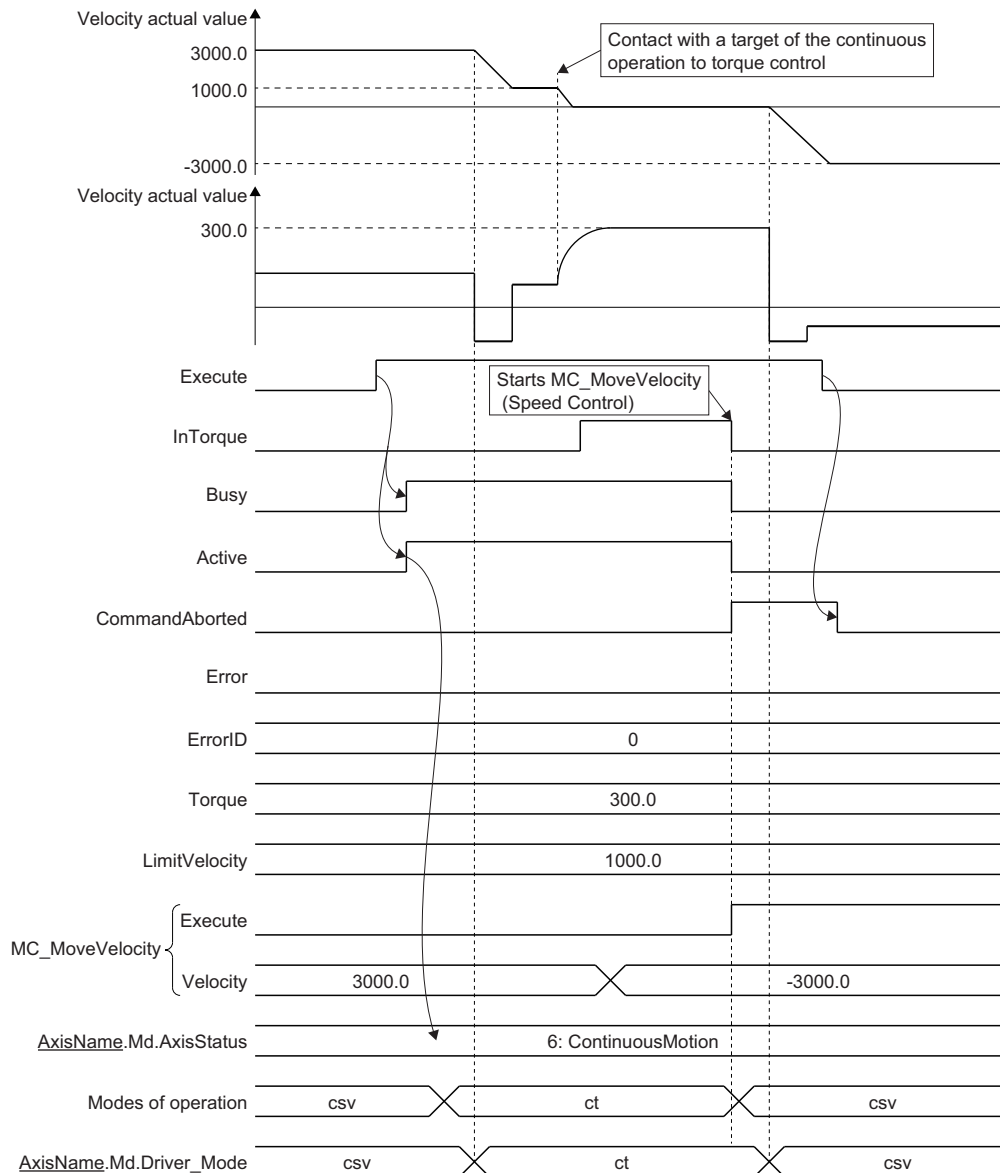 Velocity actual value
3000.0
Contact with a target of the continuous
operation to torque control
1000.0
-3000.0
Velocity actual value
300.0
Execute
Starts MC_MoveVelocity
(Speed Control)
InTorque
Busy
Active
CommandAborted
Error
ErrorID
0
Torque
300.0
LimitVelocity
1000.0
MC_MoveVelocity
Execute
Velocity
3000.0
-3000.0
AxisName.Md.AxisStatus
6: ContinuousMotion
Modes of operation
csv
ct
csv
AxisName.Md.Driver_Mode
csv
ct
csv